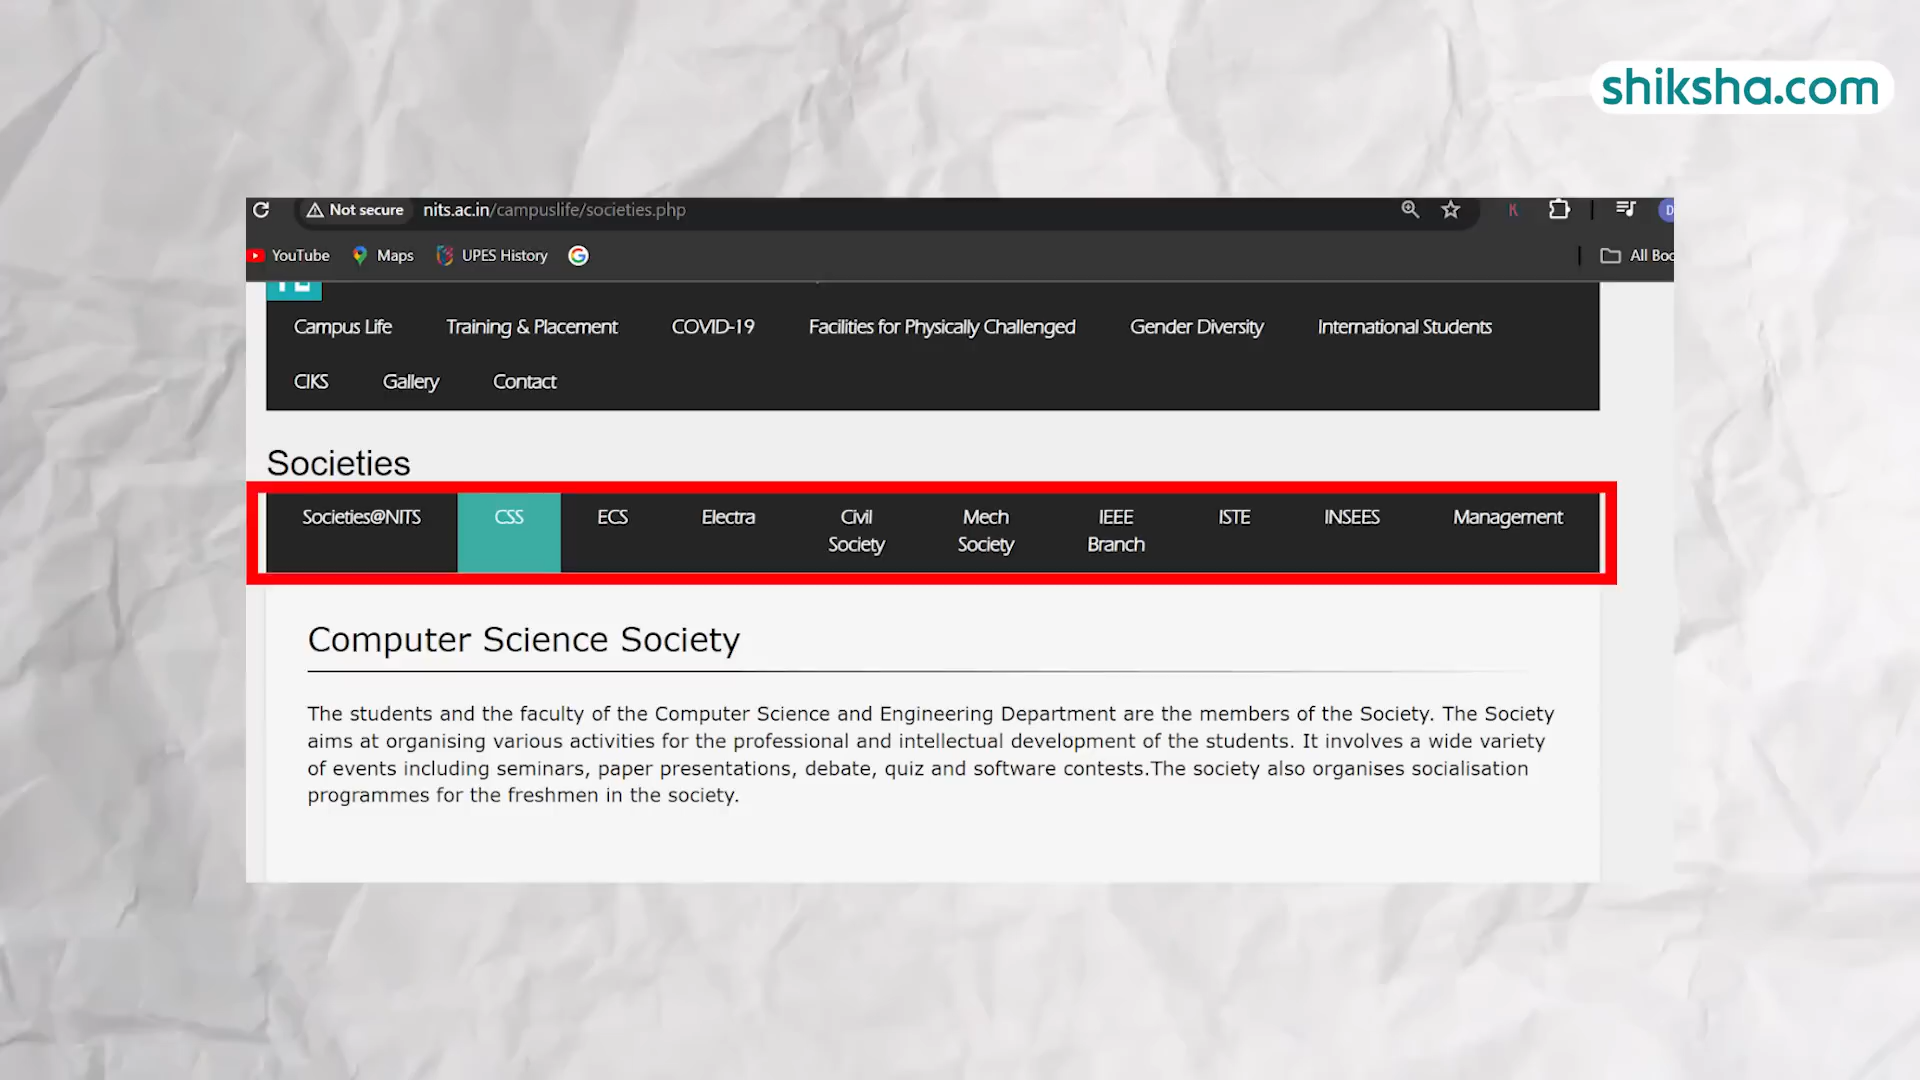 shiksha.com
Not secure nits.ac.in/campuslife/societies.php K D
YouTube Maps UPES History G All
Campus Life Training & Placement COVID-19 Facilities for Physically Challenged Gender Diversity International Students
CIKS Gallery Contact
Societies
Societies@NITS CSS ECS Electra Civil Society Mech Society IEEE Branch ISTE INSEES Management
Computer Science Society
The students and the faculty of the Computer Science and Engineering Department are the members of the Society. The Society
aims at organising various activities for the professional and intellectual development of the students. It involves a wide variety
of events including seminars, paper presentations, debate, quiz and software contests.The society also organises socialisation
programmes for the freshmen in the society.